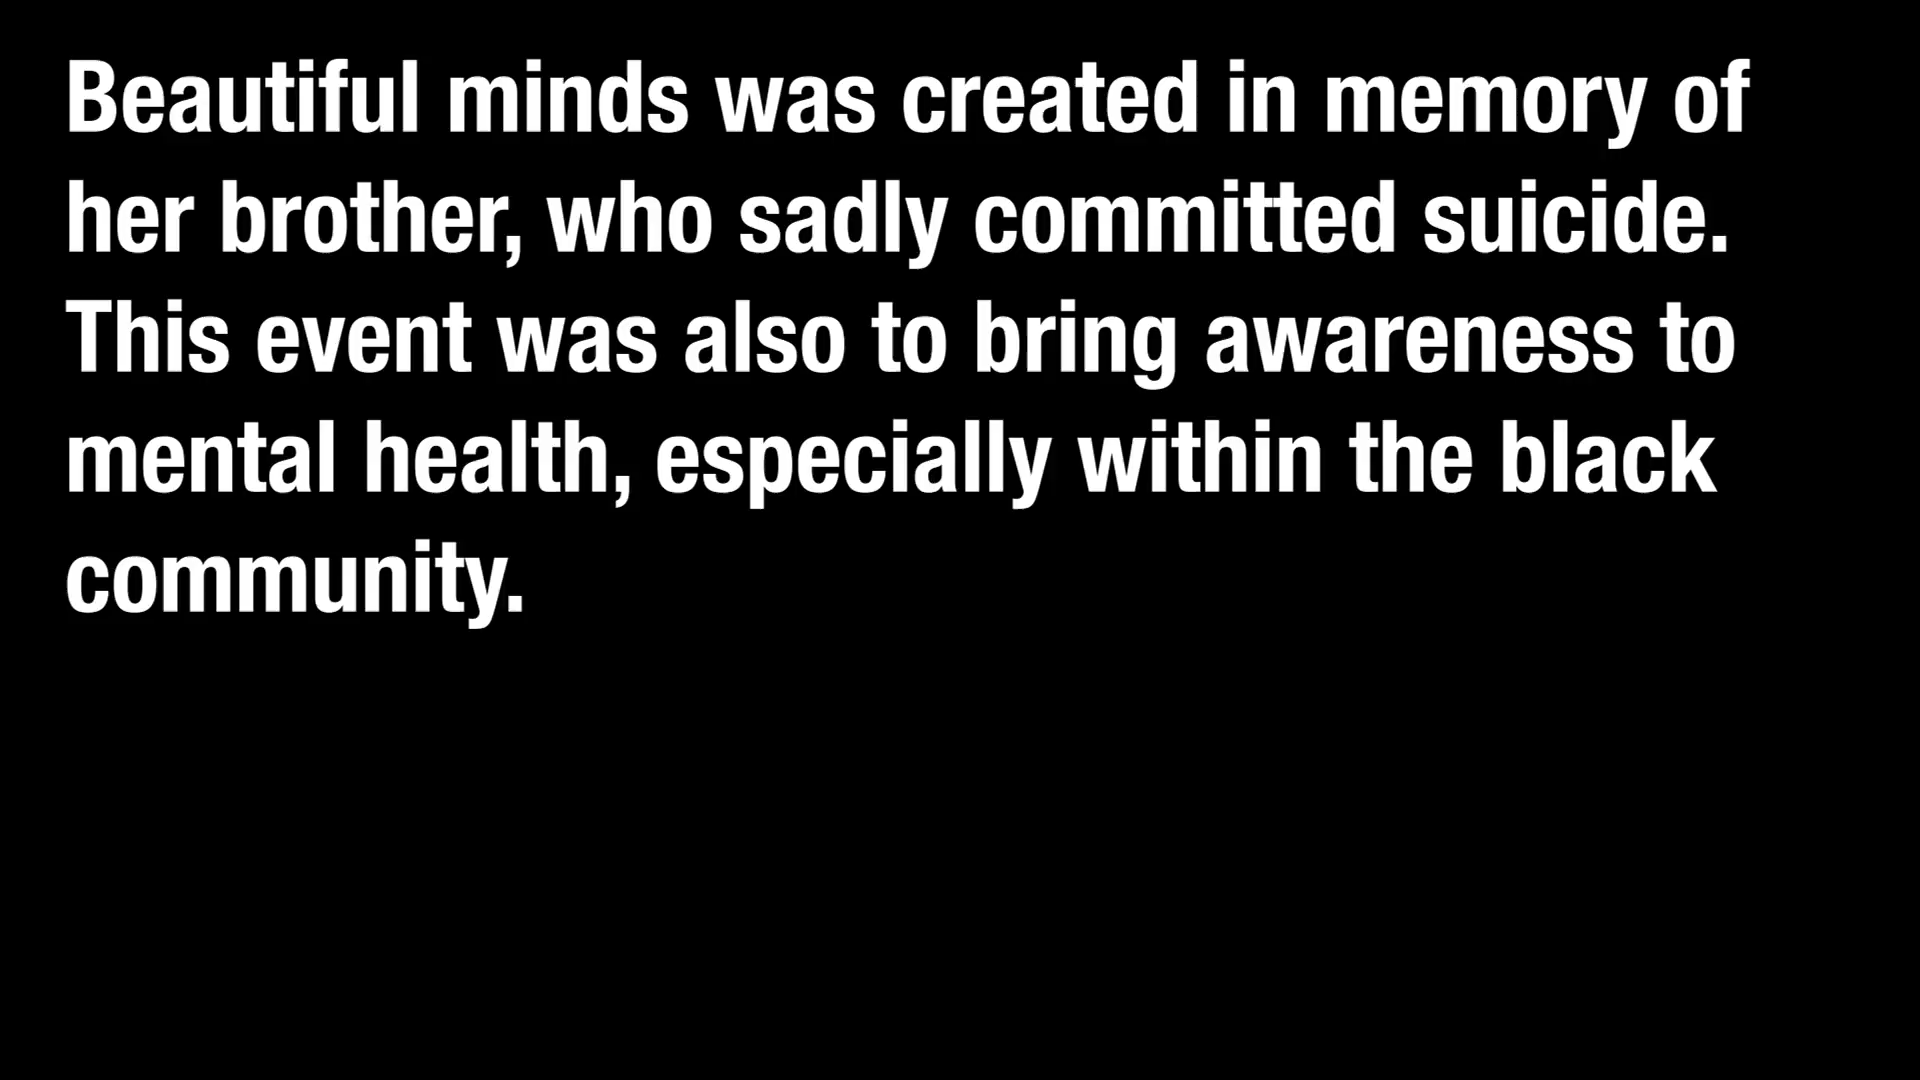 Beautiful minds was created in memory of
her brother, who sadly committed suicide.
This event was also to bring awareness to
mental health, especially within the black
community.